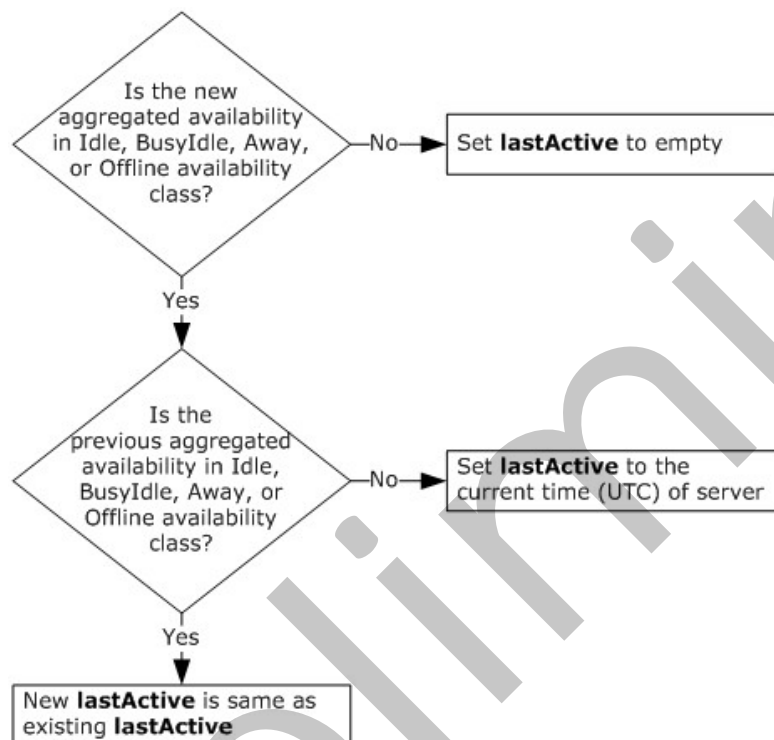 Is the new
aggregated availability
in Idle, BusyIdle, Away,
or Offline availability
class?
No
Set lastActive to empty
Yes
Is the
previous aggregated
availability in Idle,
BusyIdle, Away, or
Offline availability
class?
No
Set lastActive to the
current time (UTC) of server
Yes
New lastActive is same as
existing lastActive